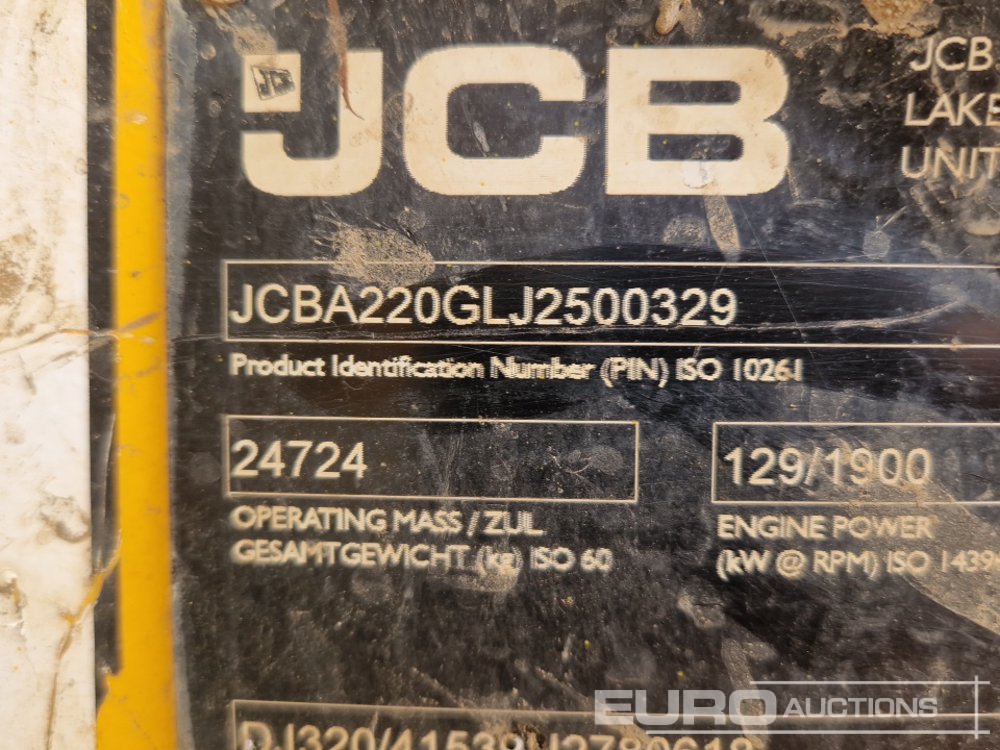 JCB
JCB
LAKE
UNIT
JCBA220GLJ2500329
Product Identification Number (PIN) ISO 10261
24724
129/1900
OPERATING MASS / ZUL
GESAMTGEWICHT (kg) ISO 60
ENGINE POWER
(kW @ RPM) ISO 1439
EURO AUCTIONS